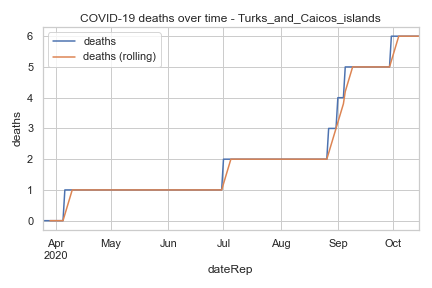 COVID-19 deaths over time - Turks_and_Caicos_islands
deaths
deaths (rolling)
6
5
4
3
2
1
0
deaths
Apr May Jun Jul Aug Sep Oct
2020
dateRep